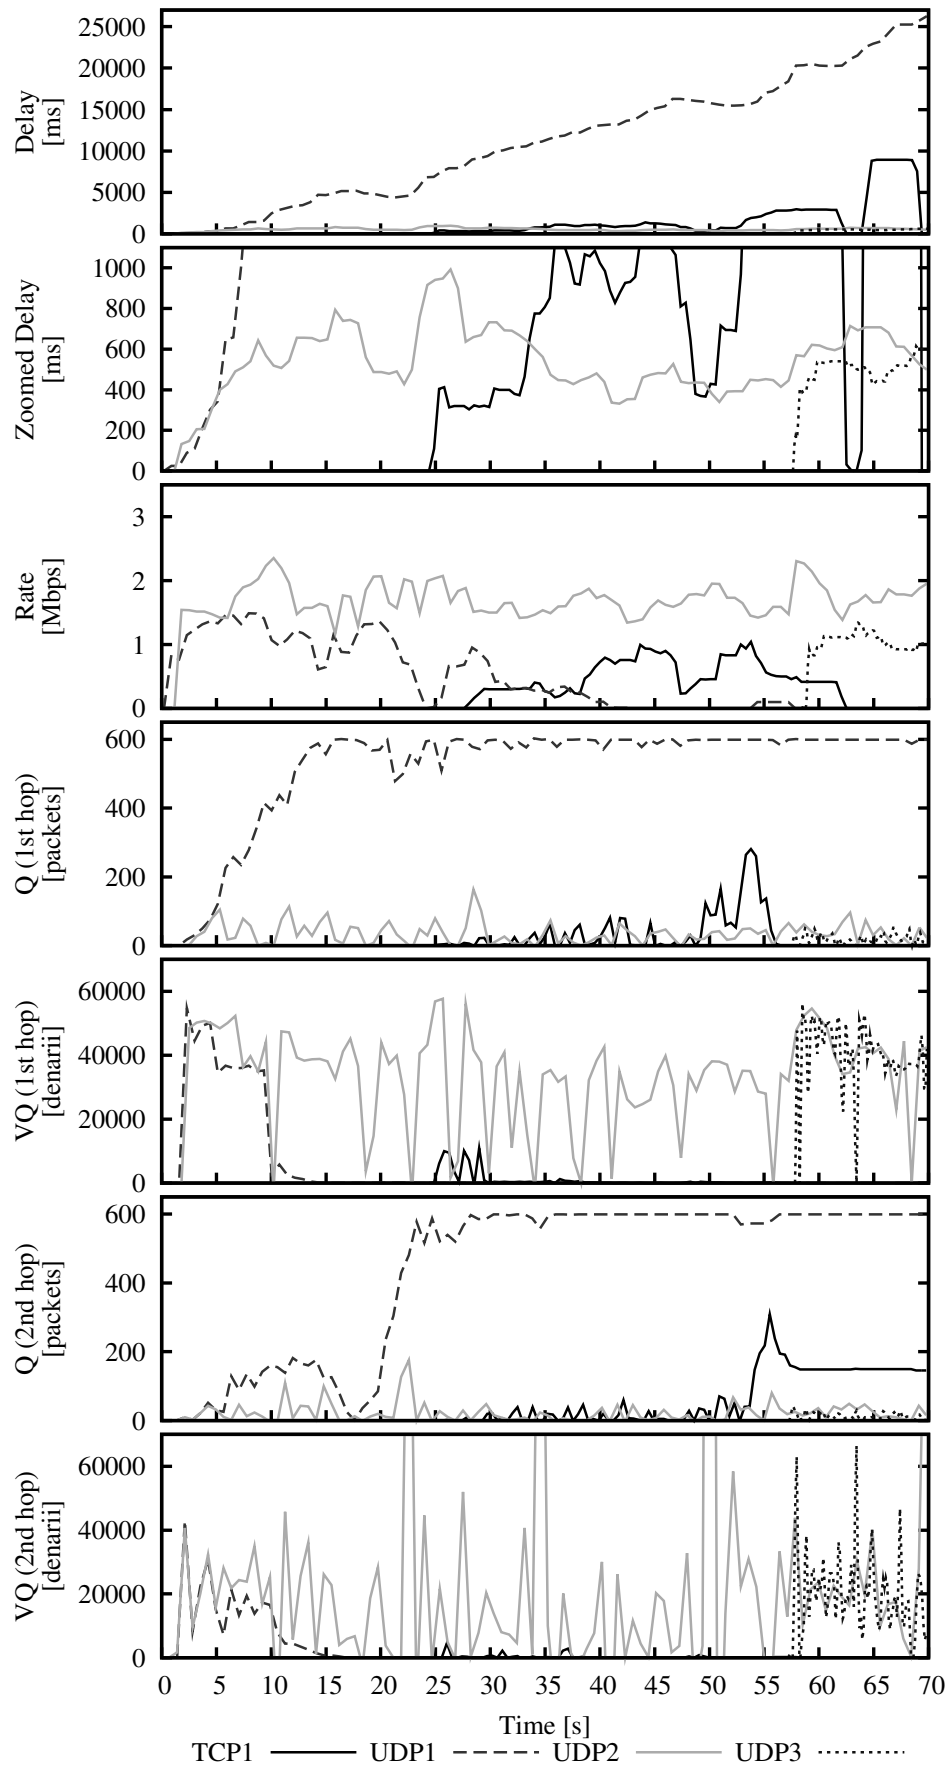 25000
20000
15000
10000
5000
0
Delay
[ms]
1000
800
600
400
200
0
Zoomed Delay
[ms]
3
2
1
0
Rate
[Mbps]
600
400
200
0
Q (1st hop)
[packets]
60000
40000
20000
0
VQ (1st hop)
[denarii]
600
400
200
0
Q (2nd hop)
[packets]
60000
40000
20000
0
VQ (2nd hop)
[denarii]
0 5 10 15 20 25 30 35 40 45 50 55 60 65 70
Time [s]
TCP1 UDP1 UDP2 UDP3